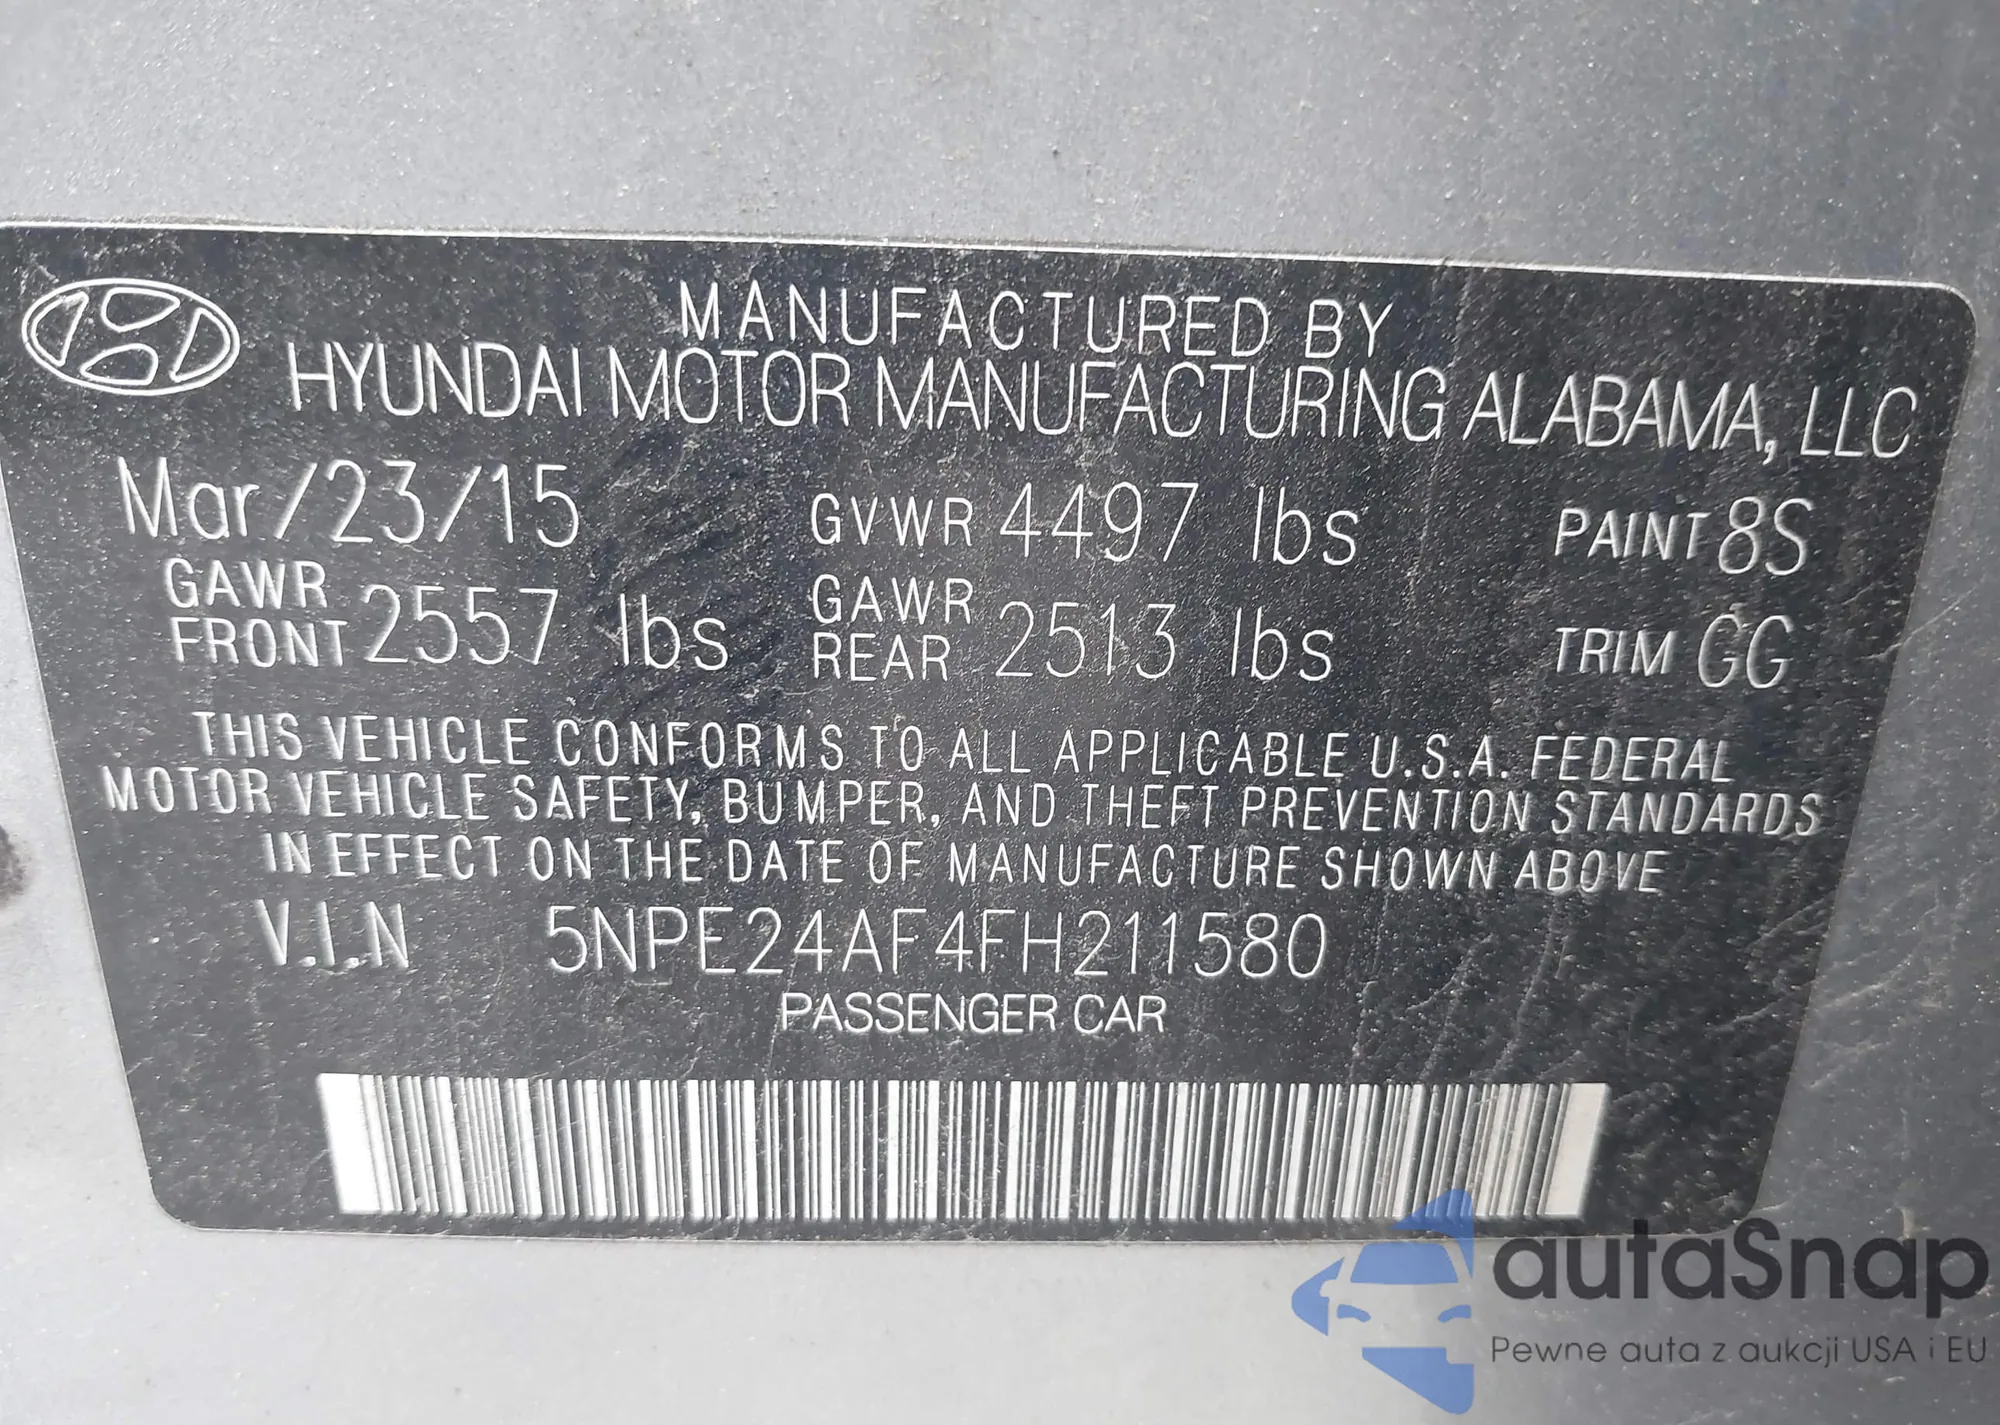 MANUFACTURED BY
HYUNDAI MOTOR MANUFACTURING ALABAMA, LLC
Mar/23/15 GVWR 4497 lbs PAINT 8S
GAWR FRONT 2557 lbs GAWR REAR 2513 lbs TRIM GG
THIS VEHICLE CONFORMS TO ALL APPLICABLE U.S.A. FEDERAL
MOTOR VEHICLE SAFETY, BUMPER, AND THEFT PREVENTION STANDARDS
IN EFFECT ON THE DATE OF MANUFACTURE SHOWN ABOVE
V.I.N 5NPE24AF4FH211580
PASSENGER CAR
autaSnap
Pewne auta z aukcji USA i EU